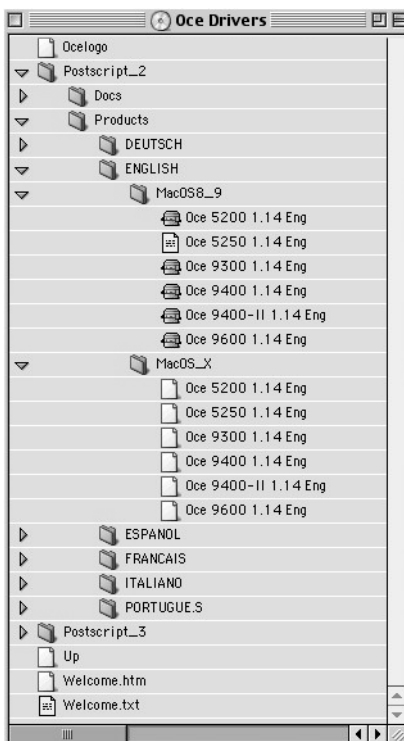 Oce Drivers
Ocelogo
Postscript_2
Docs
Products
DEUTSCH
ENGLISH
MacOS8_9
Oce 5200 1.14 Eng
Oce 5250 1.14 Eng
Oce 9300 1.14 Eng
Oce 9400 1.14 Eng
Oce 9400-II 1.14 Eng
Oce 9600 1.14 Eng
MacOS_X
Oce 5200 1.14 Eng
Oce 5250 1.14 Eng
Oce 9300 1.14 Eng
Oce 9400 1.14 Eng
Oce 9400-II 1.14 Eng
Oce 9600 1.14 Eng
ESPANOL
FRANCAIS
ITALIANO
PORTUGUE.S
Postscript_3
Up
Welcome.htm
Welcome.txt